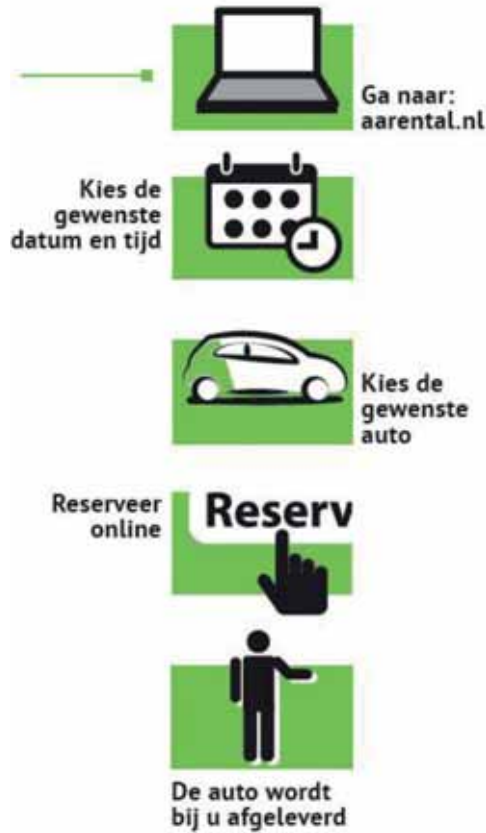 Ga naar:
aarental.nl
Kies de
gewenste
datum en tijd
Kies de
gewenste
auto
Reserveer
online
Reserv
De auto wordt
bij u afgeleverd